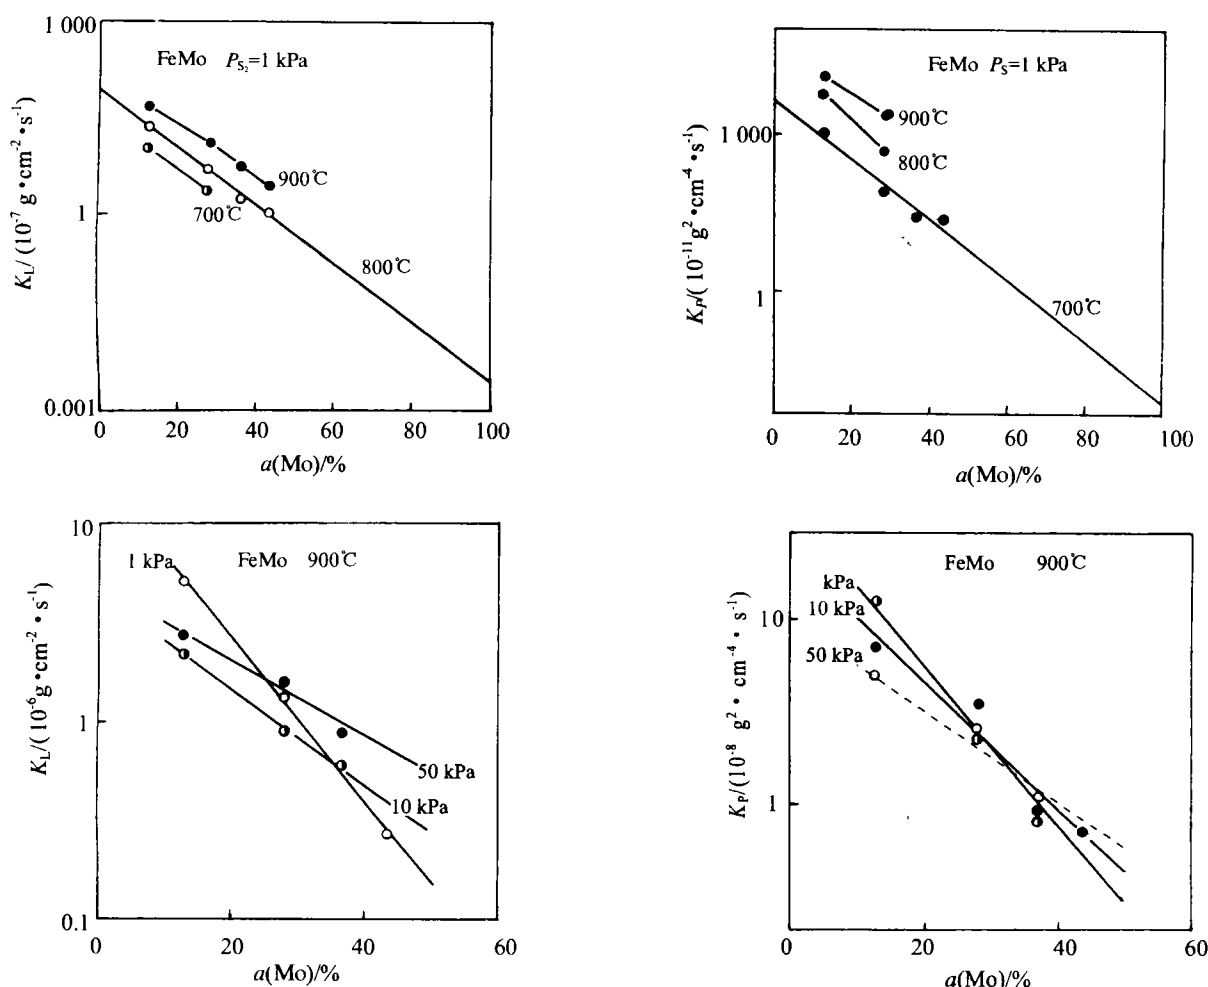 1 000
FeMo P_{S_2}=1 kPa
900℃
700℃
800℃
1
0.001
0 20 40 60 80 100
a(Mo)/%
K_L/ (10^{-7} g•cm^{-2}•s^{-1})
FeMo P_S=1 kPa
900℃
1 000
800℃
1
700℃
0 20 40 60 80 100
a(Mo)/%
K_P/( 10^{-11}g^2•cm^{-4}•s^{-1})
10
1 kPa FeMo 900℃
1
50 kPa
10 kPa
0.1
0 20 40 60
a(Mo)/%
K_L/( 10^{-6}g•cm^{-2}•s^{-1})
FeMo 900℃
kPa
10 kPa
10
50 kPa
1
0 20 40 60
a(Mo)/%
K_P/(10^{-8} g^2•cm^{-4}•s^{-1})